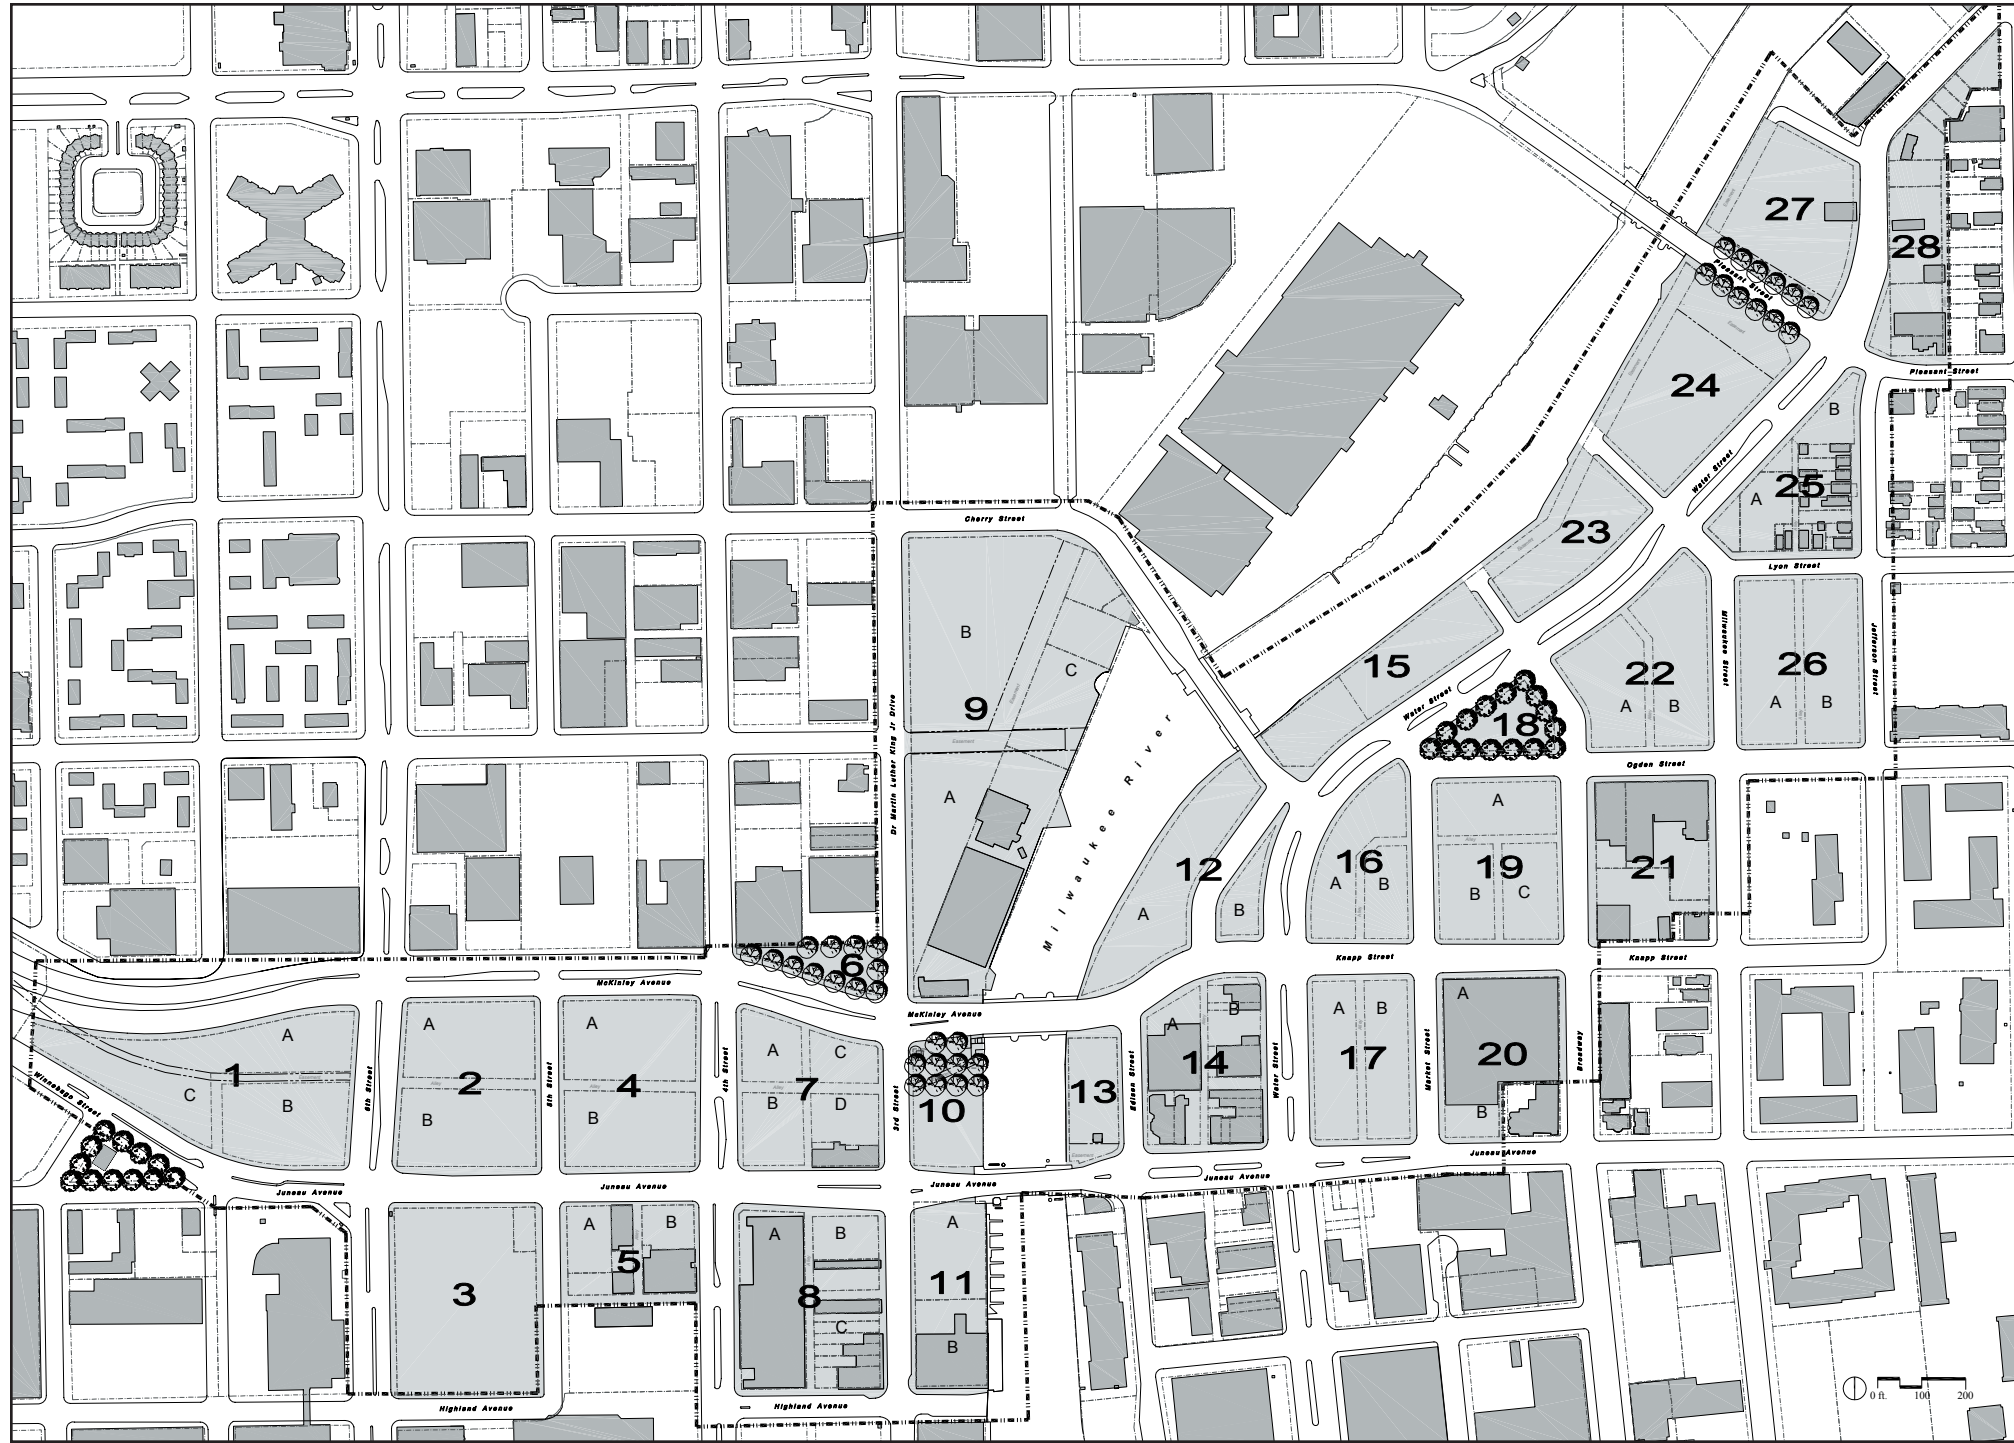 27
28
Pleasant Street
24
Pleasant Street
B
Water Street
A
25
Cherry Street
23
Lyon Street
B
C
15
22
A
B
Milwaukee Street
26
A
B
Jefferson Street
9
Dr Martin Luther King Jr Drive
Water Street
18
Ogden Street
A
Milwaukee River
12
A
B
16
A
B
A
19
B
C
21
6
McKinley Avenue
Knapp Street
Knapp Street
McKinley Avenue
A
1
C
B
Winnebago Street
6th Street
A
2
B
5th Street
A
4
B
4th Street
A
C
7
B
D
3rd Street
10
13
Edison Street
A
B
14
Water Street
A
B
17
Market Street
A
20
B
Broadway
Juneau Avenue
Juneau Avenue
Juneau Avenue
Juneau Avenue
Juneau Avenue
3
A
B
5
A
B
8
C
A
11
B
Highland Avenue
Highland Avenue
0 ft.
100
200